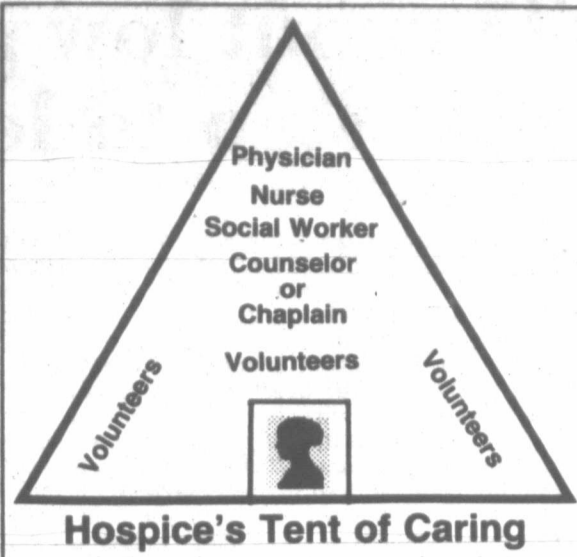 Physician
Nurse
Social Worker
Counselor
or
Chaplain
Volunteers
Volunteers
Volunteers
Hospice's Tent of Caring